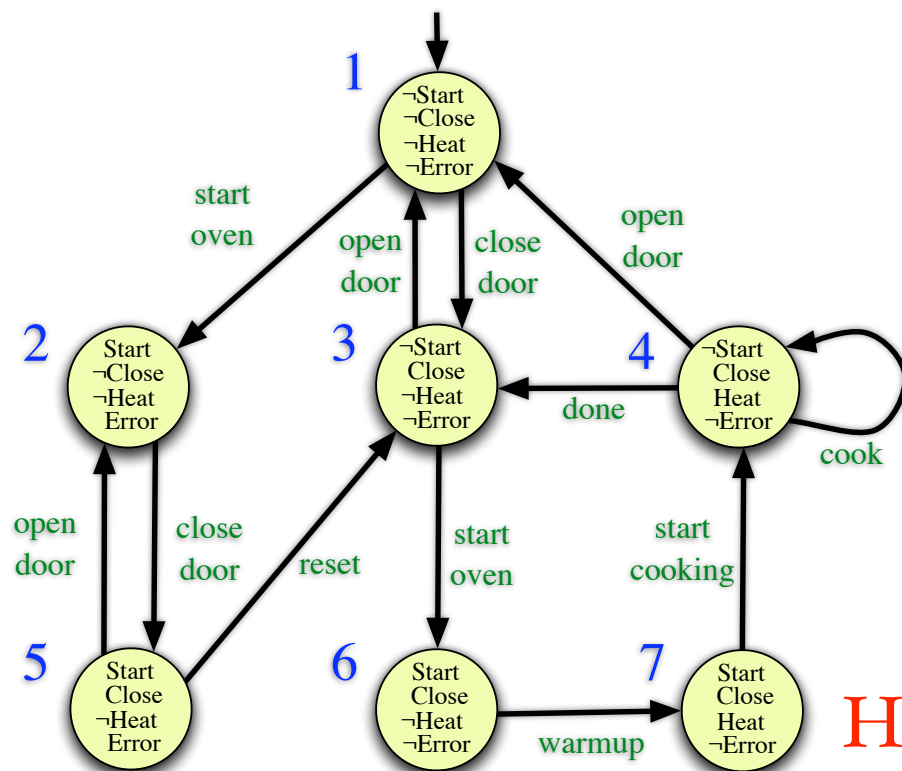 1
¬Start
¬Close
¬Heat
¬Error
start
oven
open
door
close
door
open
door
2
Start
¬Close
¬Heat
Error
3
¬Start
Close
¬Heat
¬Error
done
4
¬Start
Close
Heat
¬Error
cook
open
door
close
door
reset
start
oven
start
cooking
5
Start
Close
¬Heat
Error
6
Start
Close
¬Heat
¬Error
warmup
7
Start
Close
Heat
¬Error
H